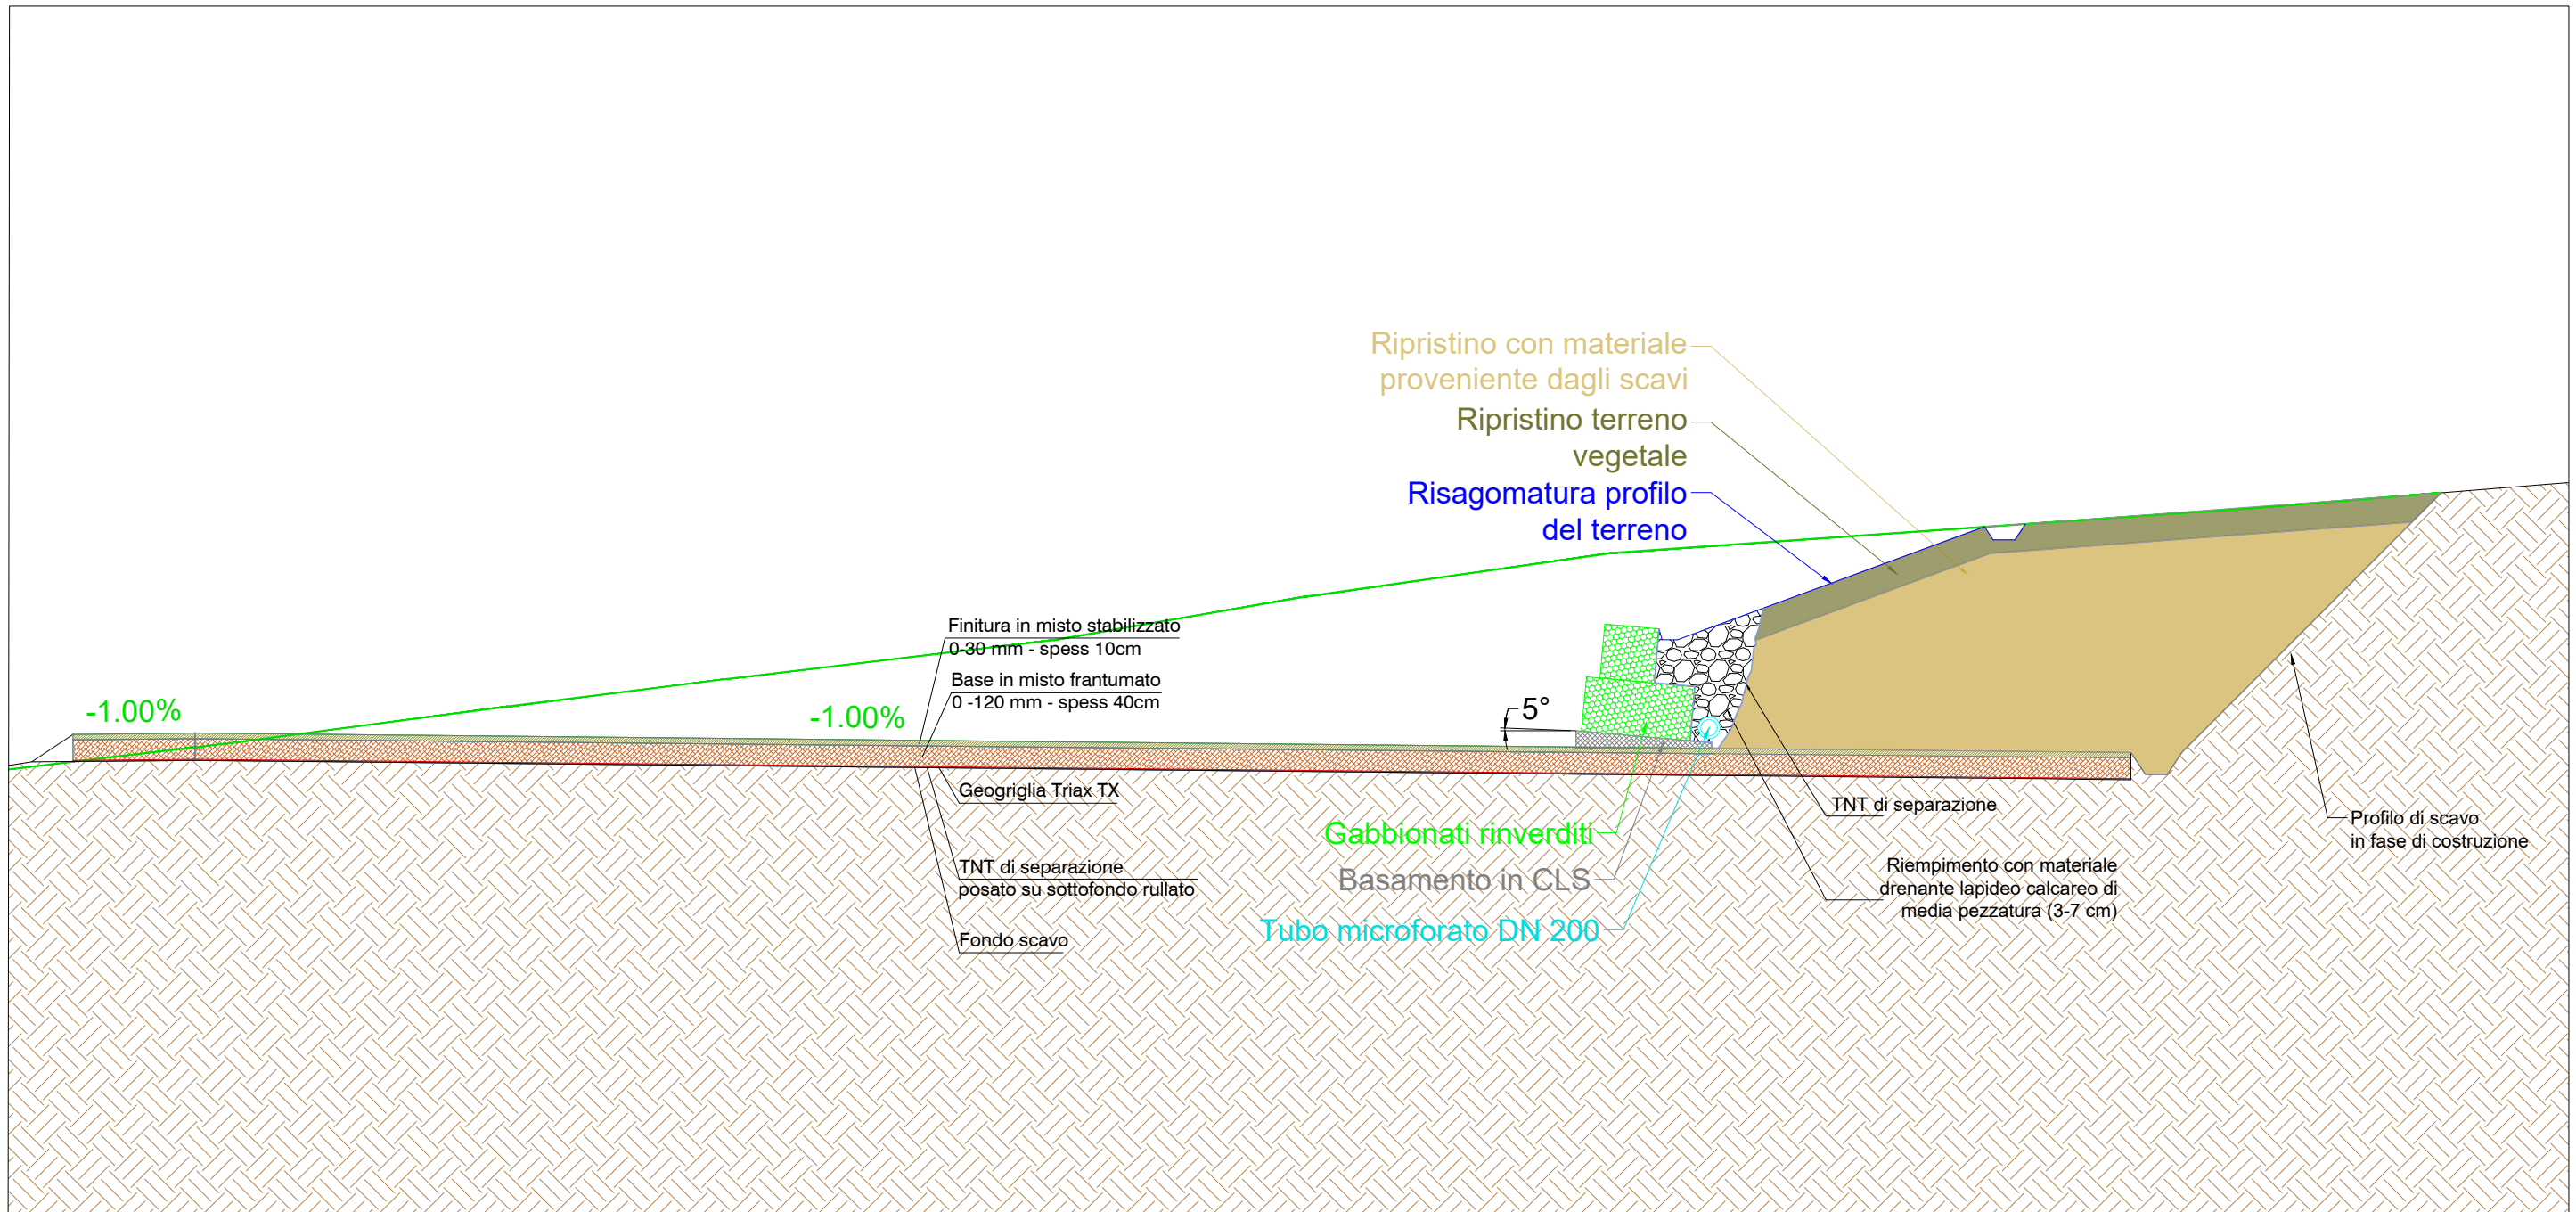 Ripristino con materiale
proveniente dagli scavi
Ripristino terreno
vegetale
Risagomatura profilo
del terreno
Finitura in misto stabilizzato
0-30 mm - spess 10cm
Base in misto frantumato
0 -120 mm - spess 40cm
-1.00%
-1.00%
5°
Geogriglia Triax TX
TNT di separazione
posato su sottofondo rullato
Fondo scavo
Gabbionati rinverditi
Basamento in CLS
Tubo microforato DN 200
TNT di separazione
Riempimento con materiale
drenante lapideo calcareo di
media pezzatura (3-7 cm)
Profilo di scavo
in fase di costruzione